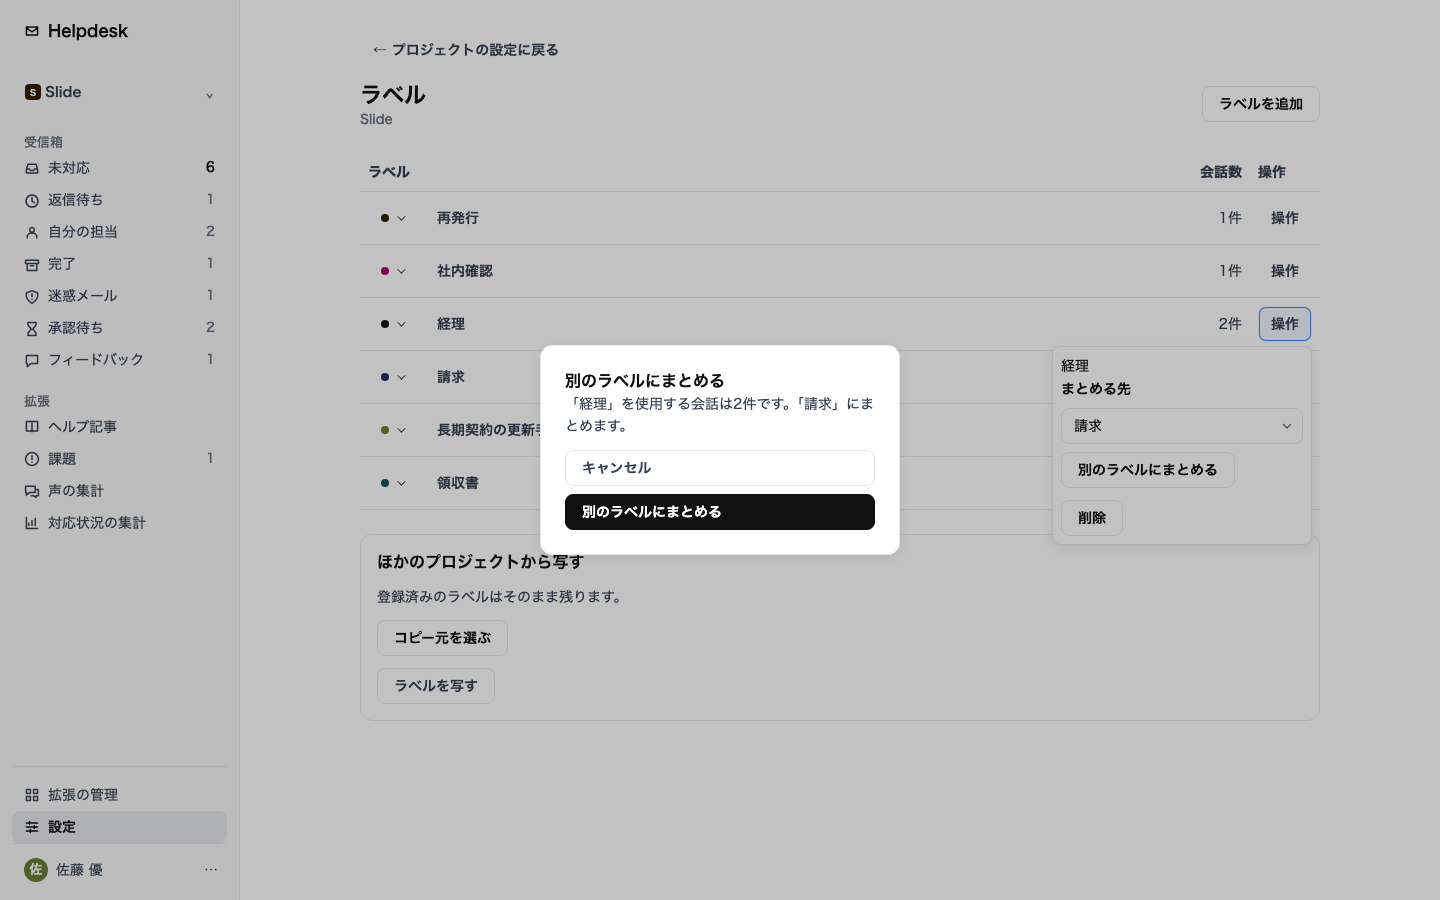 Helpdesk
S Slide
受信箱
未対応 6
返信待ち 1
自分の担当 2
完了 1
迷惑メール 1
承認待ち 2
フィードバック 1
拡張
ヘルプ記事
課題 1
声の集計
対応状況の集計
拡張の管理
設定
佐 佐藤 優 …
← プロジェクトの設定に戻る
ラベル
Slide
ラベルを追加
ラベル 会話数 操作
再発行 1件 操作
社内確認 1件 操作
経理 2件 操作
請求
長期契約の更新
領収書
経理
まとめる先
請求
別のラベルにまとめる
削除
別のラベルにまとめる
「経理」を使用する会話は2件です。「請求」にま
とめます。
キャンセル
別のラベルにまとめる
ほかのプロジェクトから写す
登録済みのラベルはそのまま残ります。
コピー元を選ぶ
ラベルを写す